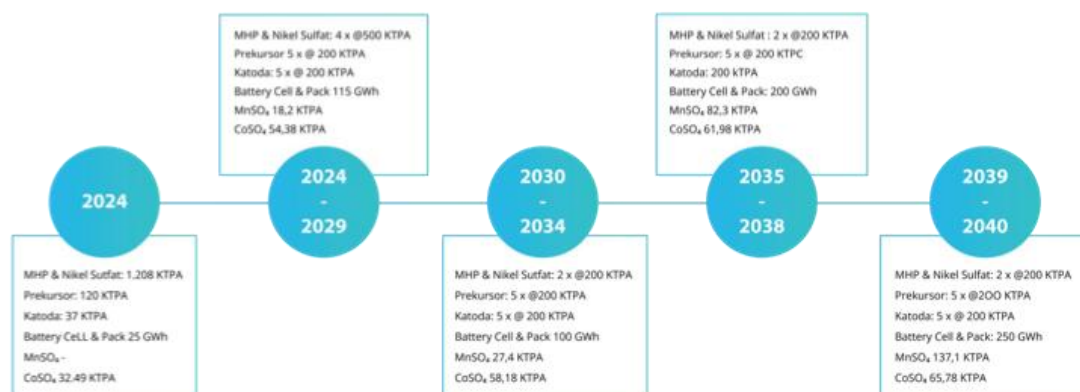 2024
MHP & Nikel Sutfat: 1,208 KTPA
Prekursor: 120 KTPA
Katoda: 37 KTPA
Battery CeLL & Pack 25 GWh
MnSO₄ -
CoSO₄ 32.49 KTPA
MHP & Nikel Sulfat: 4 x @500 KTPA
Prekursor 5 x @ 200 KTPA
Katoda: 5 x @ 200 KTPA
Battery Cell & Pack 115 GWh
MnSO₄ 18,2 KTPA
CoSO₄ 54,38 KTPA
2024
-
2029
2030
-
2034
MHP & Nikel Sulfat: 2 x @200 KTPA
Prekursor: 5 x @200 KTPA
Katoda: 5 x @ 200 KTPA
Battery Cell & Pack 100 GWh
MnSO₄ 27,4 KTPA
CoSO₄ 58,18 KTPA
MHP & Nikel Sulfat : 2 x @200 KTPA
Prekursor: 5 x @ 200 KTPC
Katoda: 200 kTPA
Battery Cell & Pack: 200 GWh
MnSO₄ 82,3 KTPA
CoSO₄ 61,98 KTPA
2035
-
2038
2039
-
2040
MHP & Nikel Sulfat: 2 x @200 KTPA
Prekursor: 5 x @2OO KTPA
Katoda: 5 x @ 200 KTPA
Battery Cell & Pack: 250 GWh
MnSO₄ 137,1 KTPA
CoSO₄ 65,78 KTPA